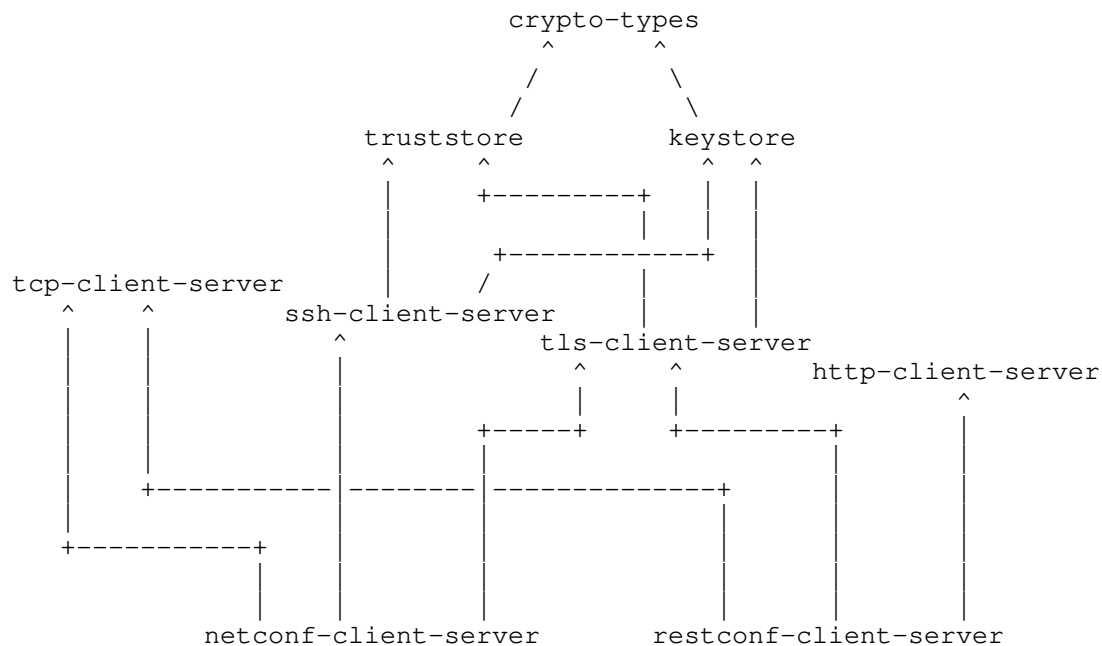 crypto-types
truststore keystore
tcp-client-server
ssh-client-server
tls-client-server
http-client-server
netconf-client-server restconf-client-server